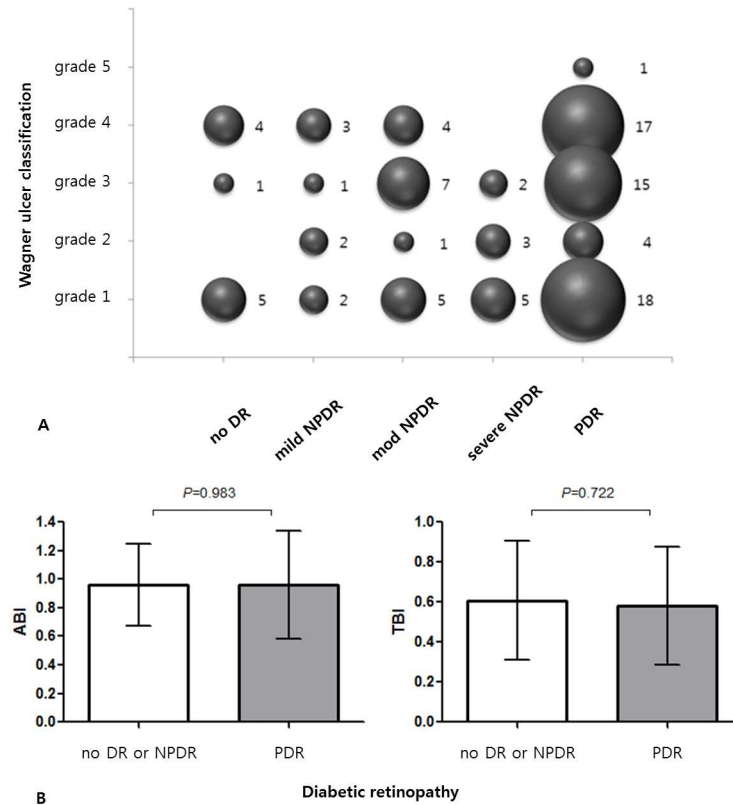 Wagner ulcer classification
grade 5 1
grade 4 4 3 4 17
grade 3 1 1 7 2 15
grade 2 2 1 3 4
grade 1 5 2 5 5 18
no DR mild NPDR mod NPDR severe NPDR PDR
A
P=0.983
ABI
1.4
1.2
1.0
0.8
0.6
0.4
0.2
0.0
no DR or NPDR PDR
P=0.722
TBI
1.0
0.8
0.6
0.4
0.2
0.0
no DR or NPDR PDR
Diabetic retinopathy
B